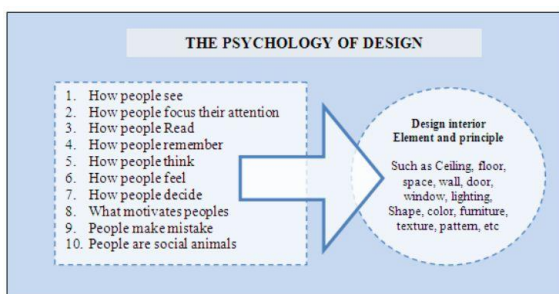 THE PSYCHOLOGY OF DESIGN
1. How people see
2. How people focus their attention
3. How people Read
4. How people remember
5. How people think
6. How people feel
7. How people decide
8. What motivates peoples
9. People make mistake
10. People are social animals
Design interior
Element and principle
Such as Ceiling, floor,
space, wall, door,
window, lighting,
Shape, color, furniture,
texture, pattern, etc